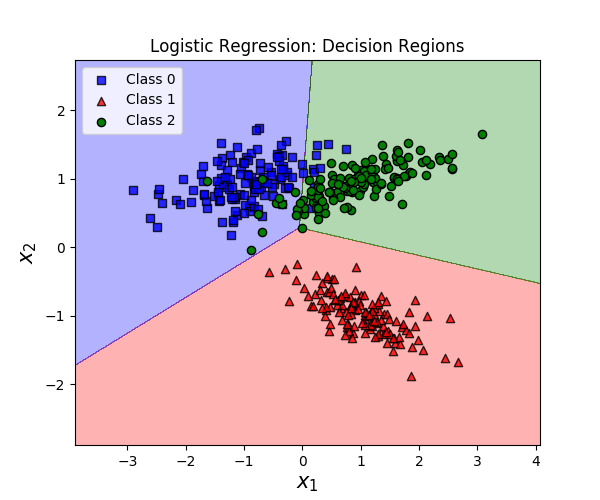 Logistic Regression: Decision Regions
Class 0
Class 1
Class 2
2
1
0
−1
−2
x₂
−3
−2
−1
0
1
2
3
4
x₁